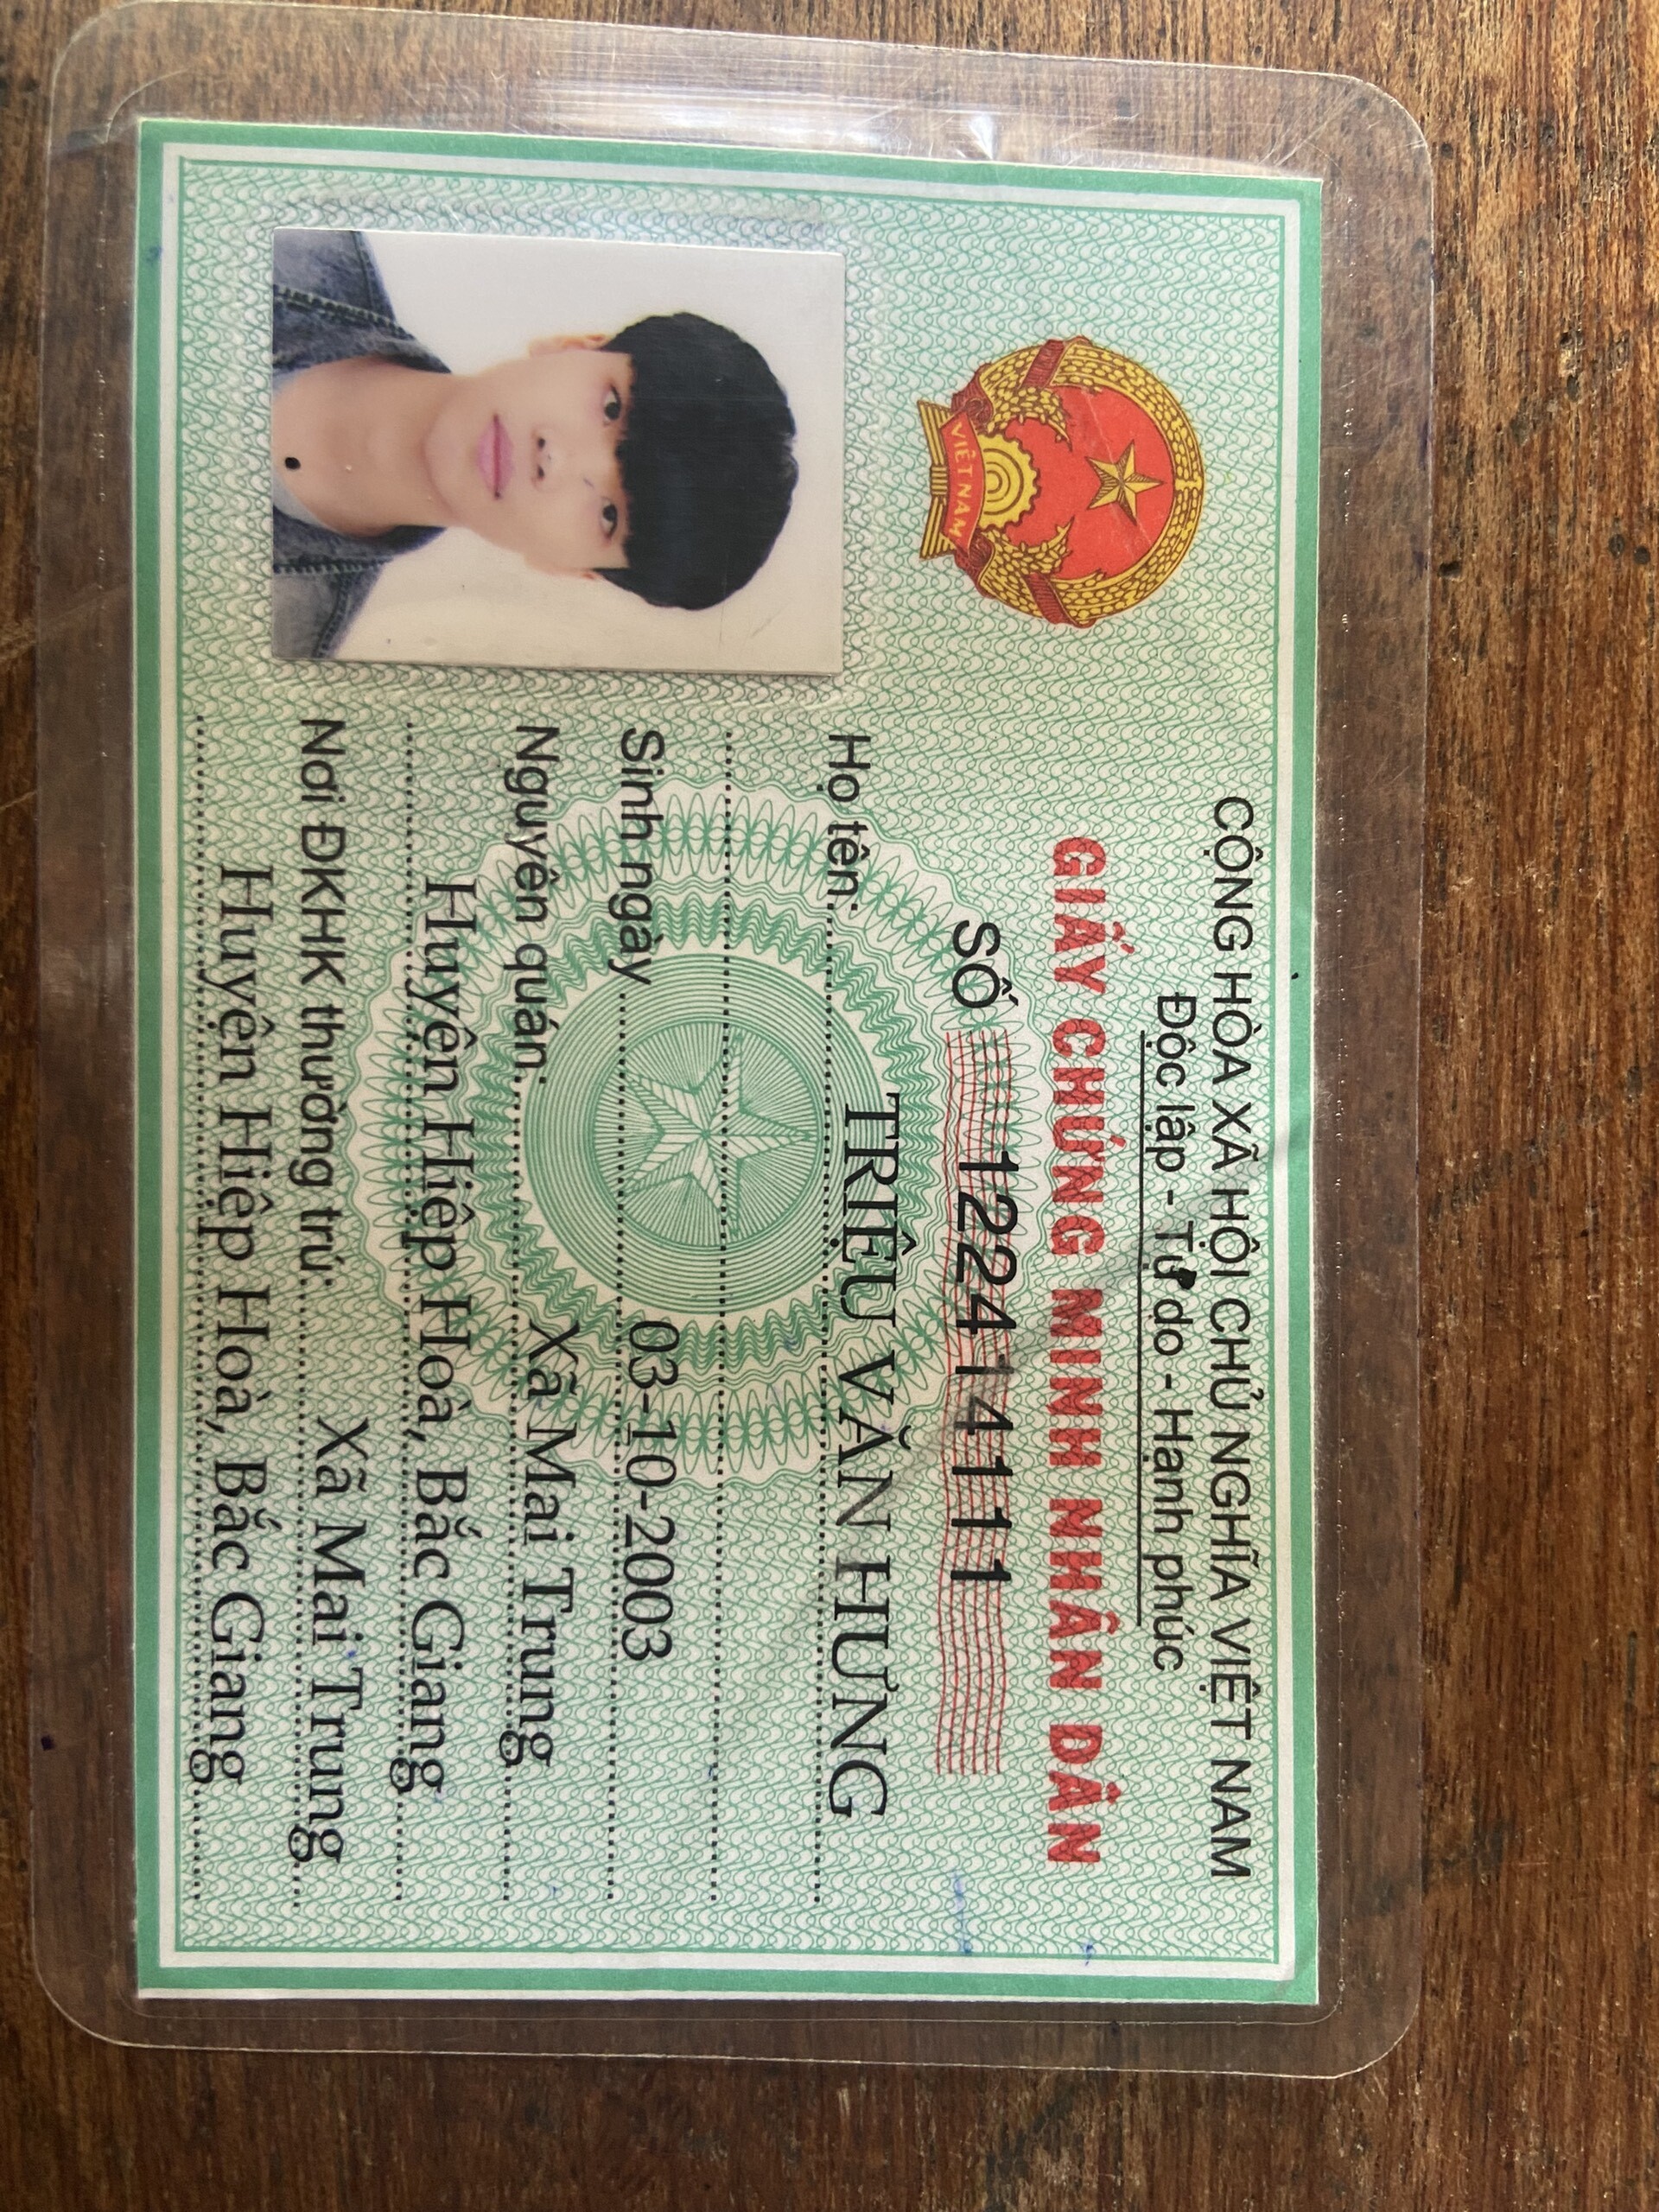 CỘNG HÒA XÃ HỘI CHỦ NGHĨA VIỆT NAM
Độc lập - Tự do - Hạnh phúc
GIẤY CHỨNG MINH NHÂN DÂN
SỐ 122414111
VIỆT NAM
Họ tên: TRIỆU VĂN HƯNG
Sinh ngày 03-10-2003
Nguyên quán: Xã Mai Trung
Huyện Hiệp Hoà, Bắc Giang
Nơi ĐKHK thường trú: Xã Mai Trung
Huyện Hiệp Hoà, Bắc Giang